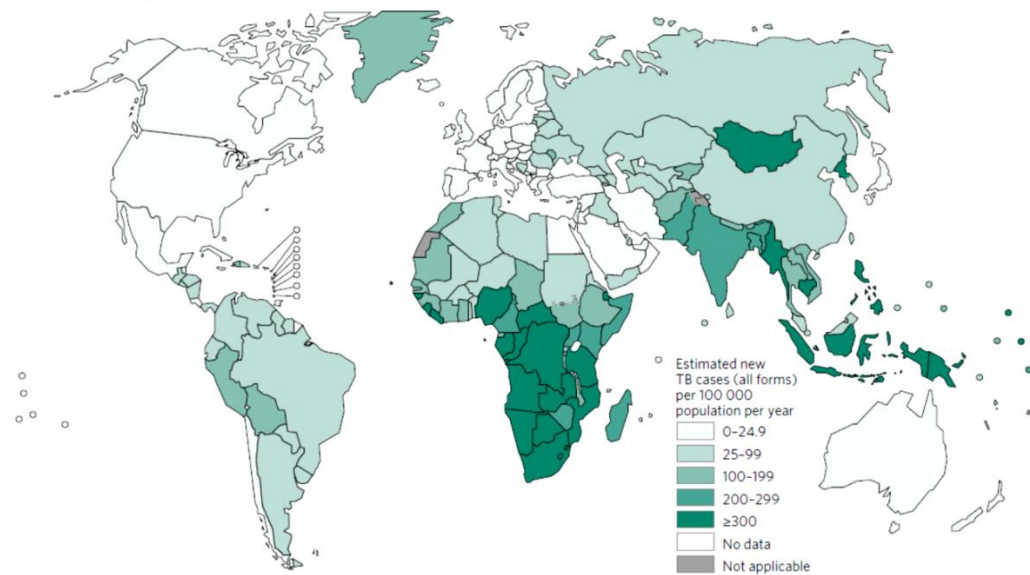 Estimated new
TB cases (all forms)
per 100 000
population per year
0–24.9
25–99
100–199
200–299
≥300
No data
Not applicable